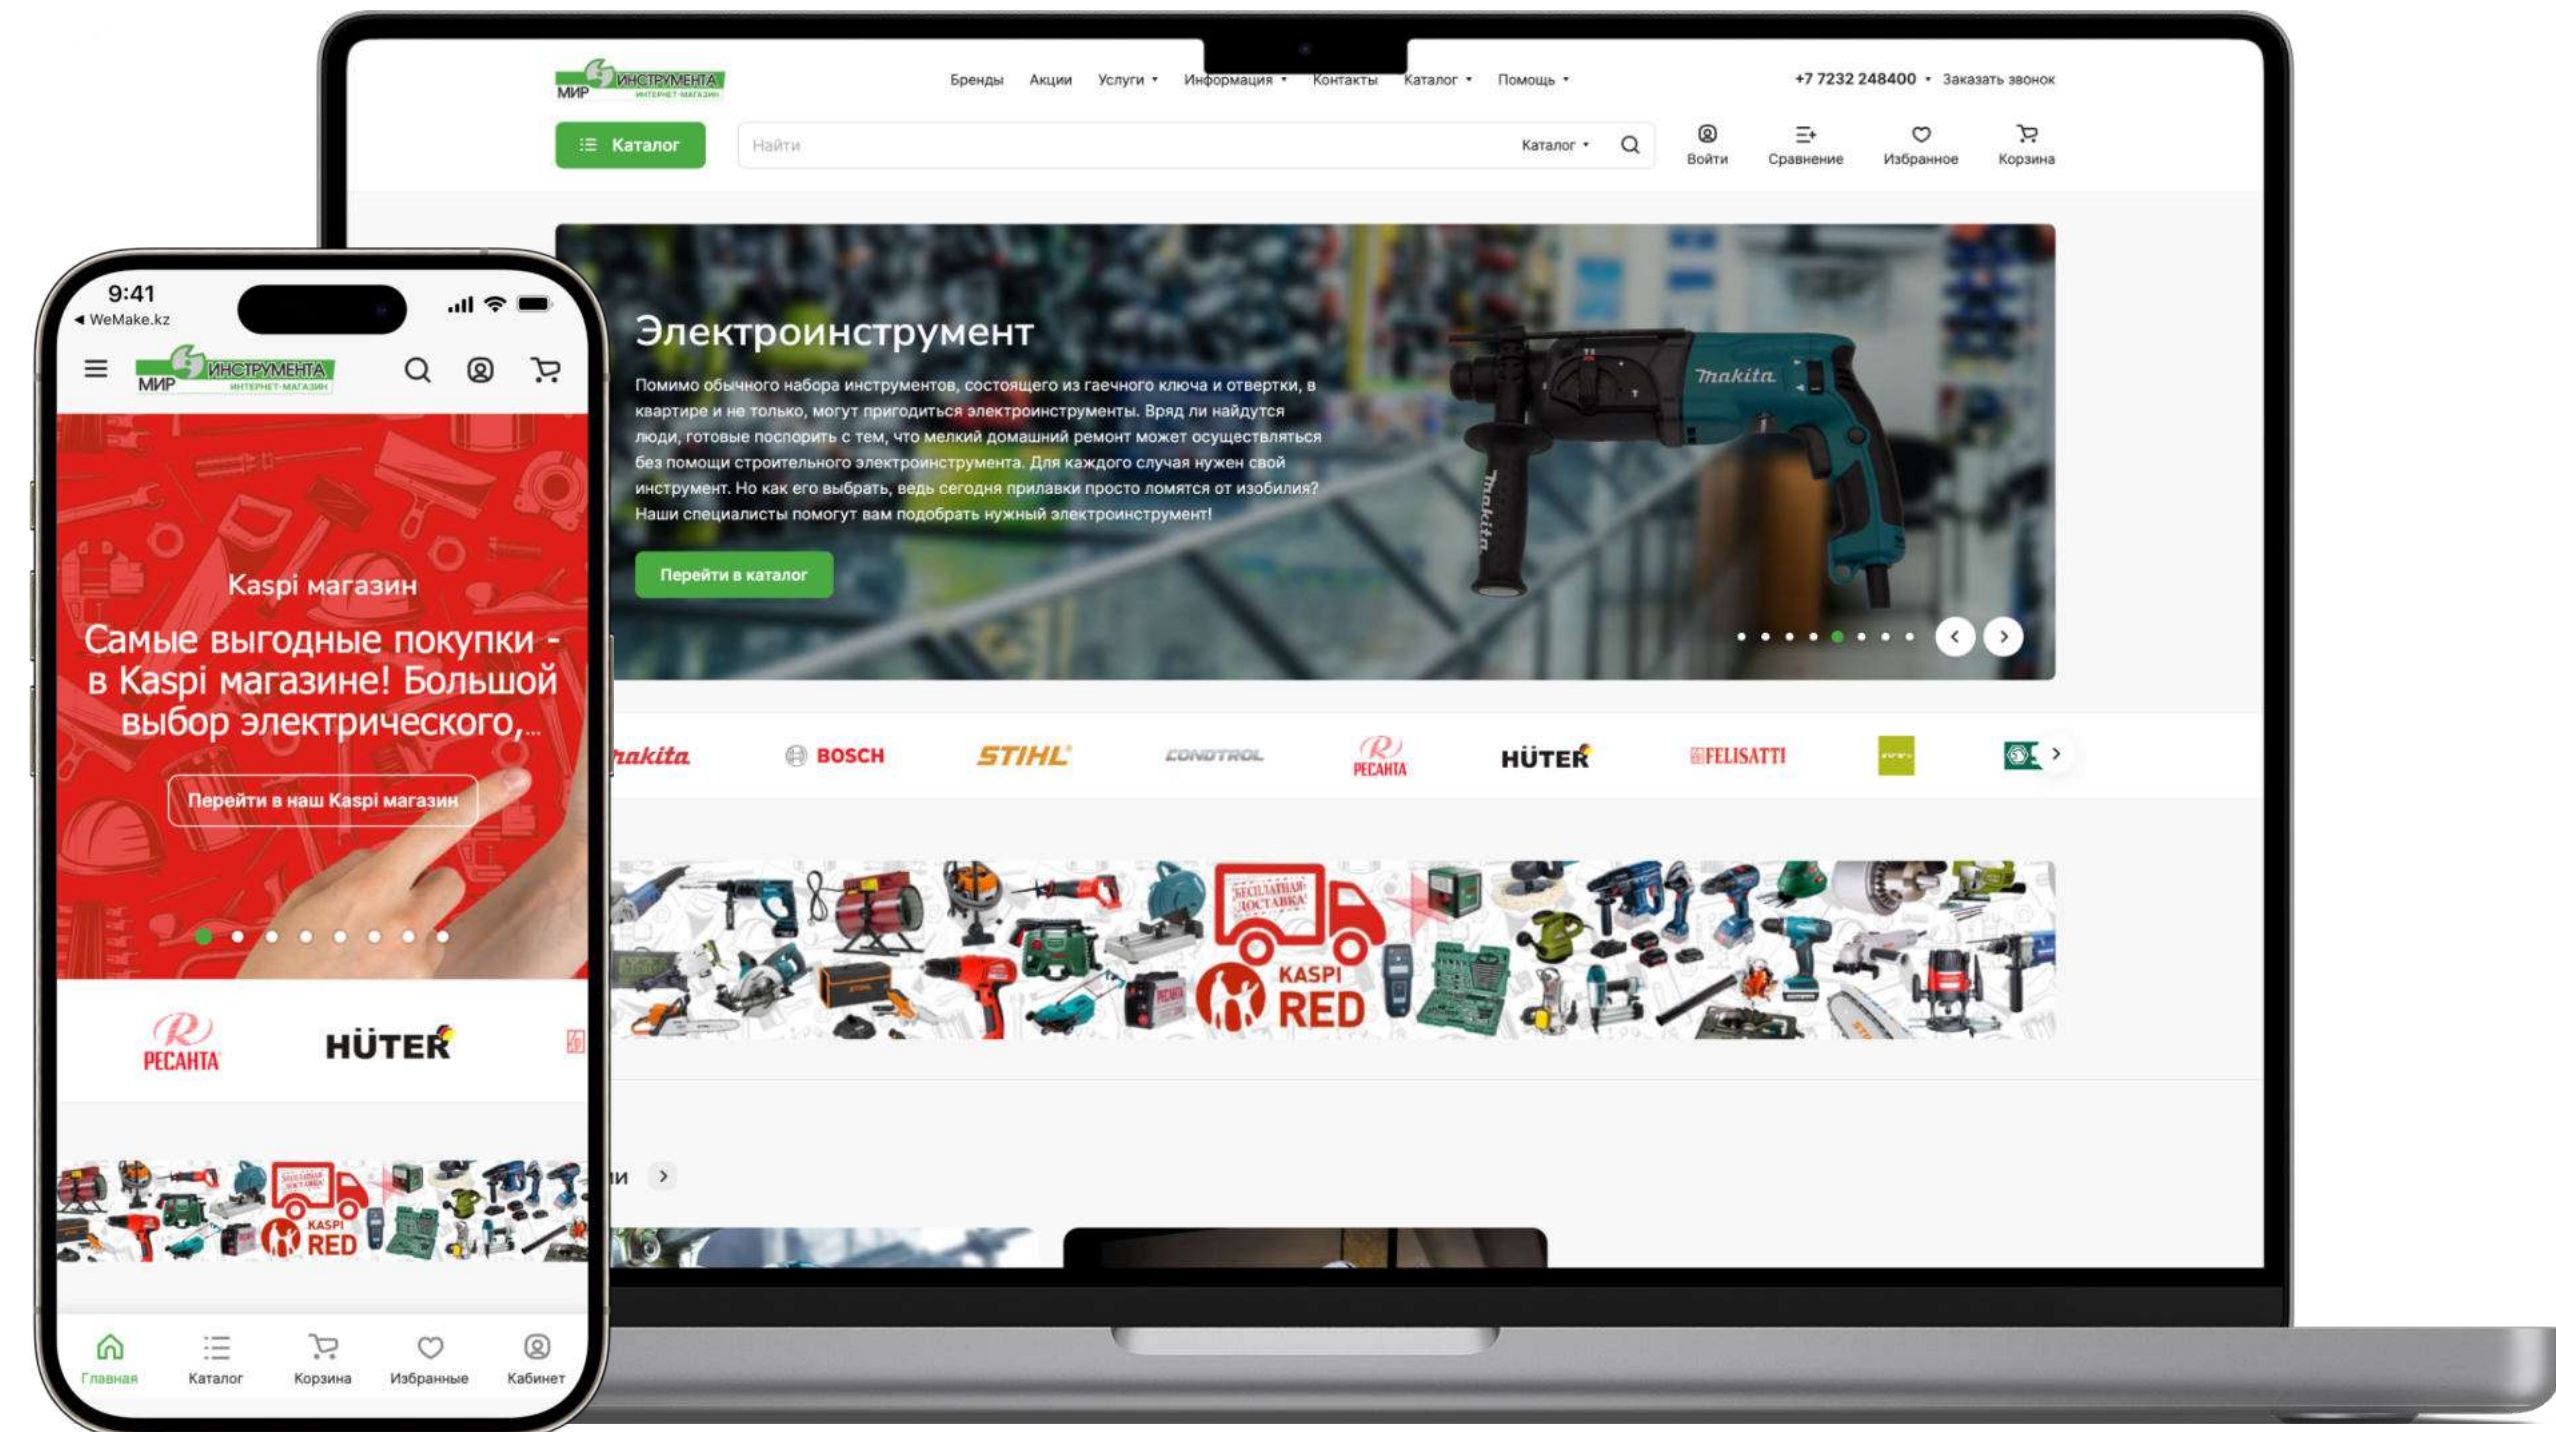 МИР ИНСТРУМЕНТА
ИНТЕРНЕТ-МАГАЗИН
Бренды Акции Услуги Информация Контакты Каталог Помощь
+7 7232 248400 Заказать звонок
Каталог
Найти
Каталог
Войти
Сравнение
Избранное
Корзина
Электроинструмент
Помимо обычного набора инструментов, состоящего из гаечного ключа и отвертки, в
квартире и не только, могут пригодиться электроинструменты. Вряд ли найдутся
люди, готовые поспорить с тем, что мелкий домашний ремонт может осуществляться
без помощи строительного электроинструмента. Для каждого случая нужен свой
инструмент. Но как его выбрать, ведь сегодня прилавки просто ломятся от изобилия?
Наши специалисты помогут вам подобрать нужный электроинструмент!
Перейти в каталог
makita
makita
makita
BOSCH
STIHL
CONDTROL
РЕСАНТА
HÜTER
FELISATTI
БЕСПЛАТНАЯ
ДОСТАВКА!
KASPI
RED
9:41
WeMake.kz
МИР ИНСТРУМЕНТА
ИНТЕРНЕТ-МАГАЗИН
Kaspi магазин
Самые выгодные покупки -
в Kaspi магазине! Большой
выбор электрического,...
Перейти в наш Kaspi магазин
РЕСАНТА
HÜTER
БЕСПЛАТНАЯ
ДОСТАВКА!
KASPI
RED
Главная
Каталог
Корзина
Избранные
Кабинет